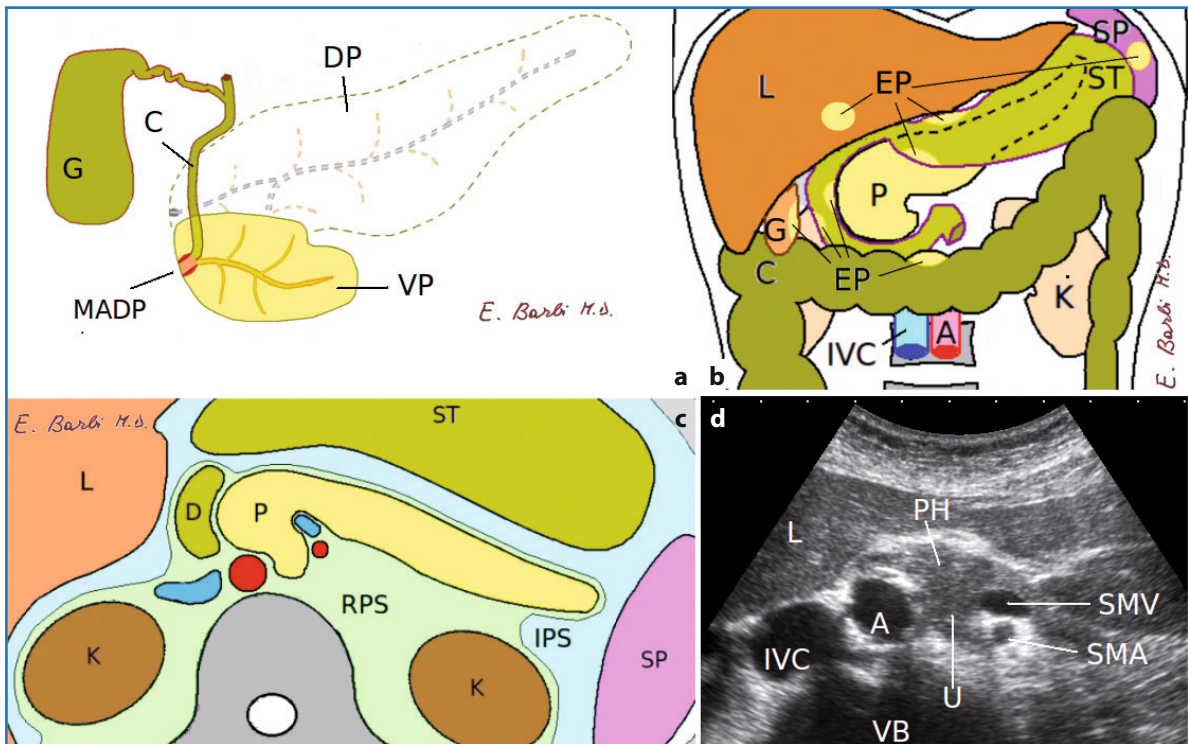 DP
C
G
MADP
VP
E. Barbi M.D.
a
b
SP
ST
EP
L
P
G
C
EP
K
IVC
A
E. Barbi M.D.
c
d
E. Barbi M.D.
ST
L
D
P
RPS
IPS
K
K
SP
PH
L
SMV
A
SMA
IVC
U
VB